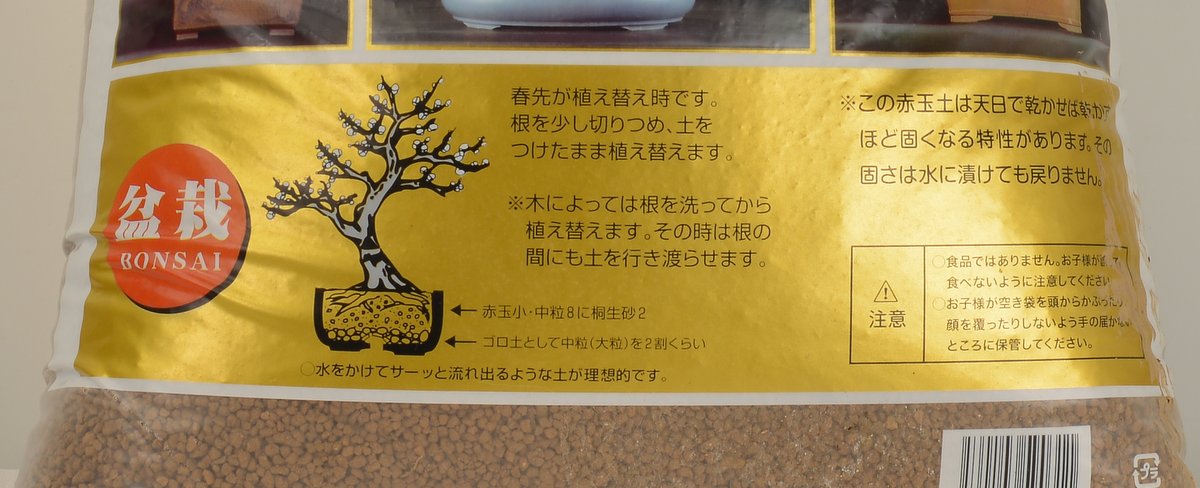 盆栽
BONSAI
春先が植え替え時です。
根を少し切りつめ、土を
つけたまま植え替えます。
※木によっては根を洗ってから
植え替えます。その時は根の
間にも土を行き渡らせます。
←赤玉小・中粒8に桐生砂2
←ゴロ土として中粒(大粒)を2割くらい
○水をかけてサーッと流れ出るような土が理想的です。
※この赤玉土は天日で乾かせば乾わかす
ほど固くなる特性があります。その
固さは水に漬けても戻りません。
注意
○食品ではありません。お子様が
食べないように注意してください
○お子様が空き袋を頭からかぶったり
顔を覆ったりしないよう手の届かない
ところに保管してください。
プラ